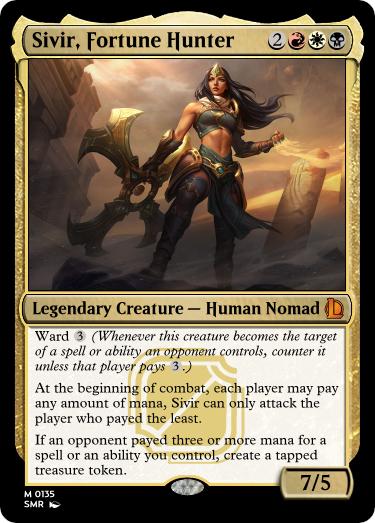 Sivir, Fortune Hunter 2
Legendary Creature — Human Nomad
Ward 3 (Whenever this creature becomes the target
of a spell or ability an opponent controls, counter it
unless that player pays 3.)
At the beginning of combat, each player may pay
any amount of mana, Sivir can only attack the
player who payed the least.
If an opponent payed three or more mana for a
spell or an ability you control, create a tapped
treasure token.
7/5
M 0135
SMR